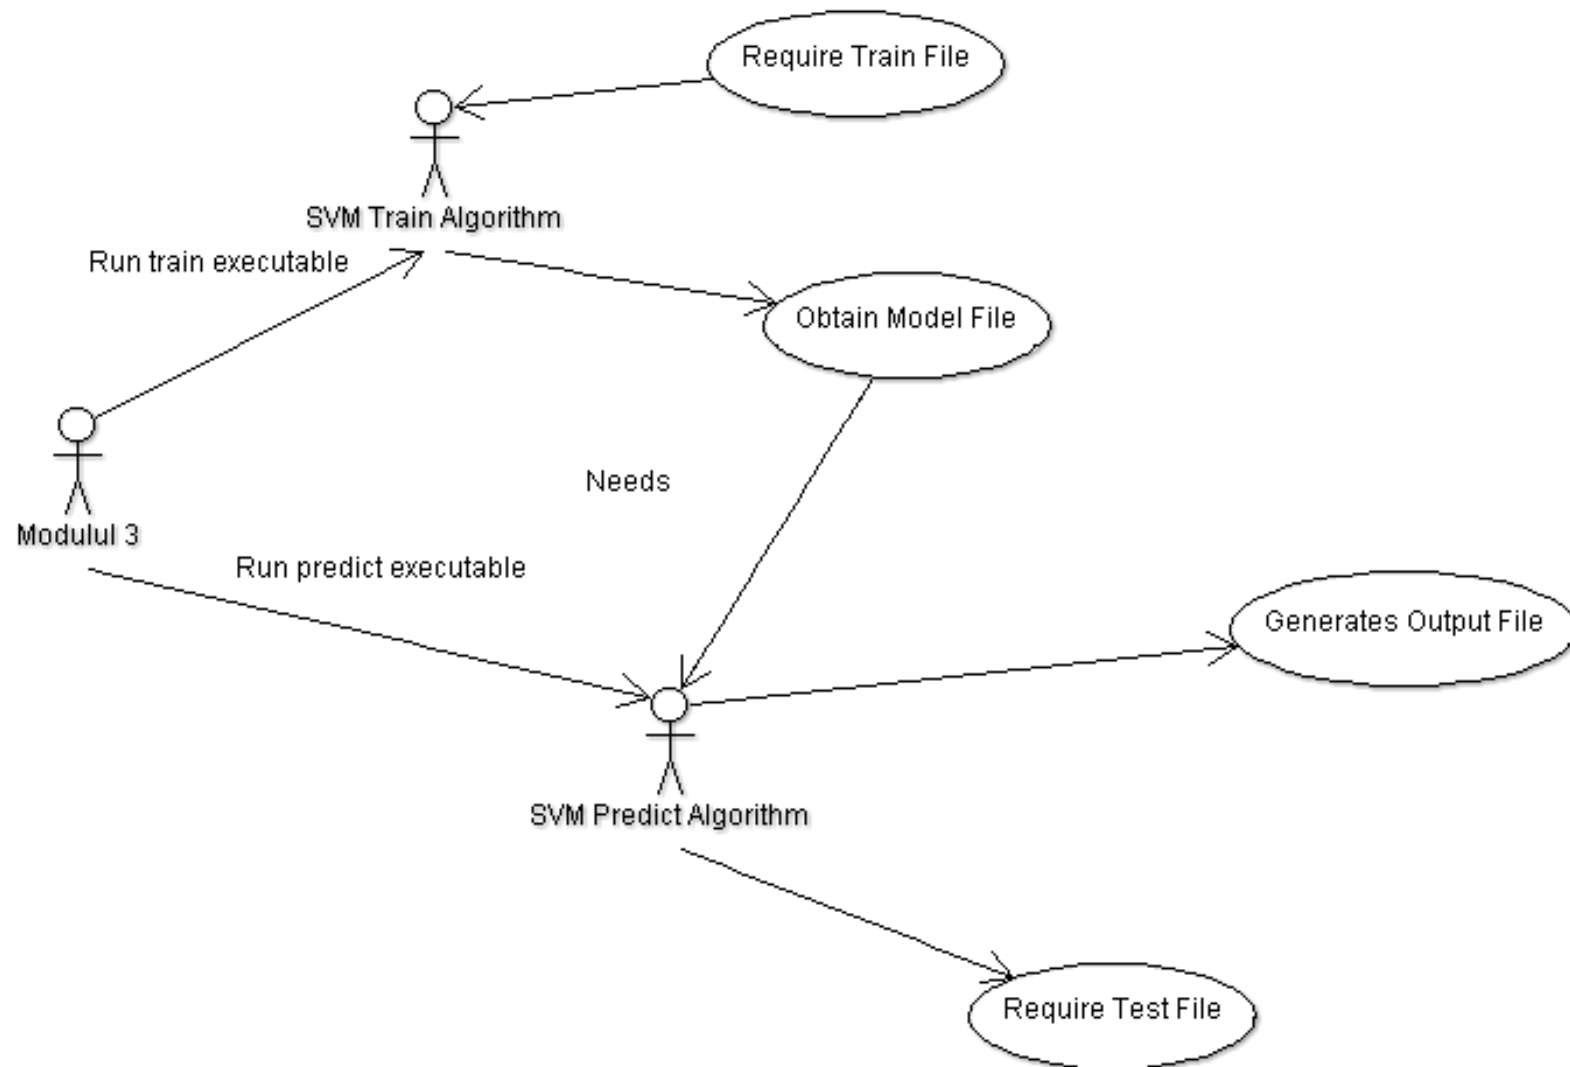 Require Train File
SVM Train Algorithm
Run train executable
Obtain Model File
Needs
Modulul 3
Run predict executable
Generates Output File
SVM Predict Algorithm
Require Test File